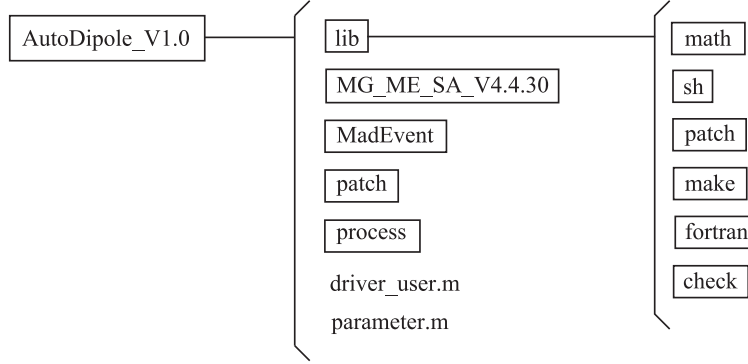 AutoDipole_V1.0
lib
MG_ME_SA_V4.4.30
MadEvent
patch
process
driver_user.m
parameter.m
math
sh
patch
make
fortran
check